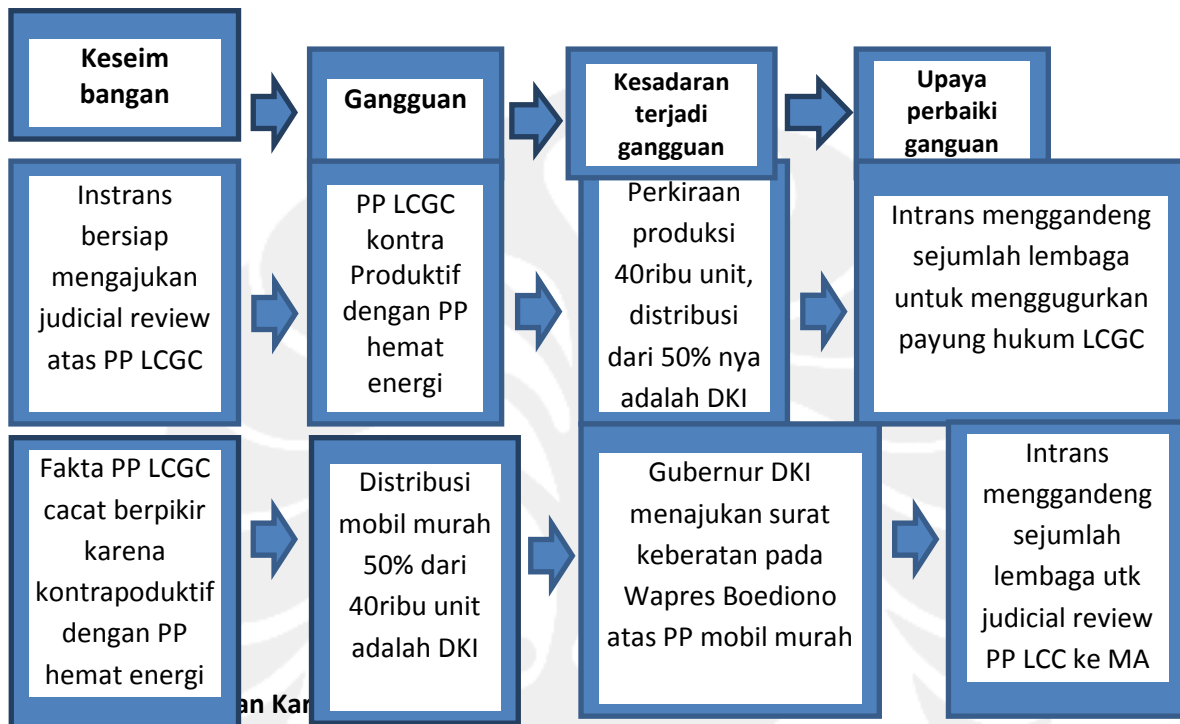 Keseim
bangan
Gangguan
Kesadaran
terjadi
gangguan
Upaya
perbaiki
ganguan
Instrans
bersiap
mengajukan
judicial review
atas PP LCGC
PP LCGC
kontra
Produktif
dengan PP
hemat
energi
Perkiraan
produksi
40ribu unit,
distribusi
dari 50% nya
adalah DKI
Intrans menggandeng
sejumlah lembaga
untuk menggugurkan
payung hukum LCGC
Fakta PP LCGC
cacat berpikir
karena
kontrapoduktif
dengan PP
hemat energi
Distribusi
mobil murah
50% dari
40ribu unit
adalah DKI
Gubernur DKI
menajukan surat
keberatan pada
Wapres Boediono
atas PP mobil murah
Intrans
menggandeng
sejumlah
lembaga utk
judicial review
PP LCC ke MA
an Kar